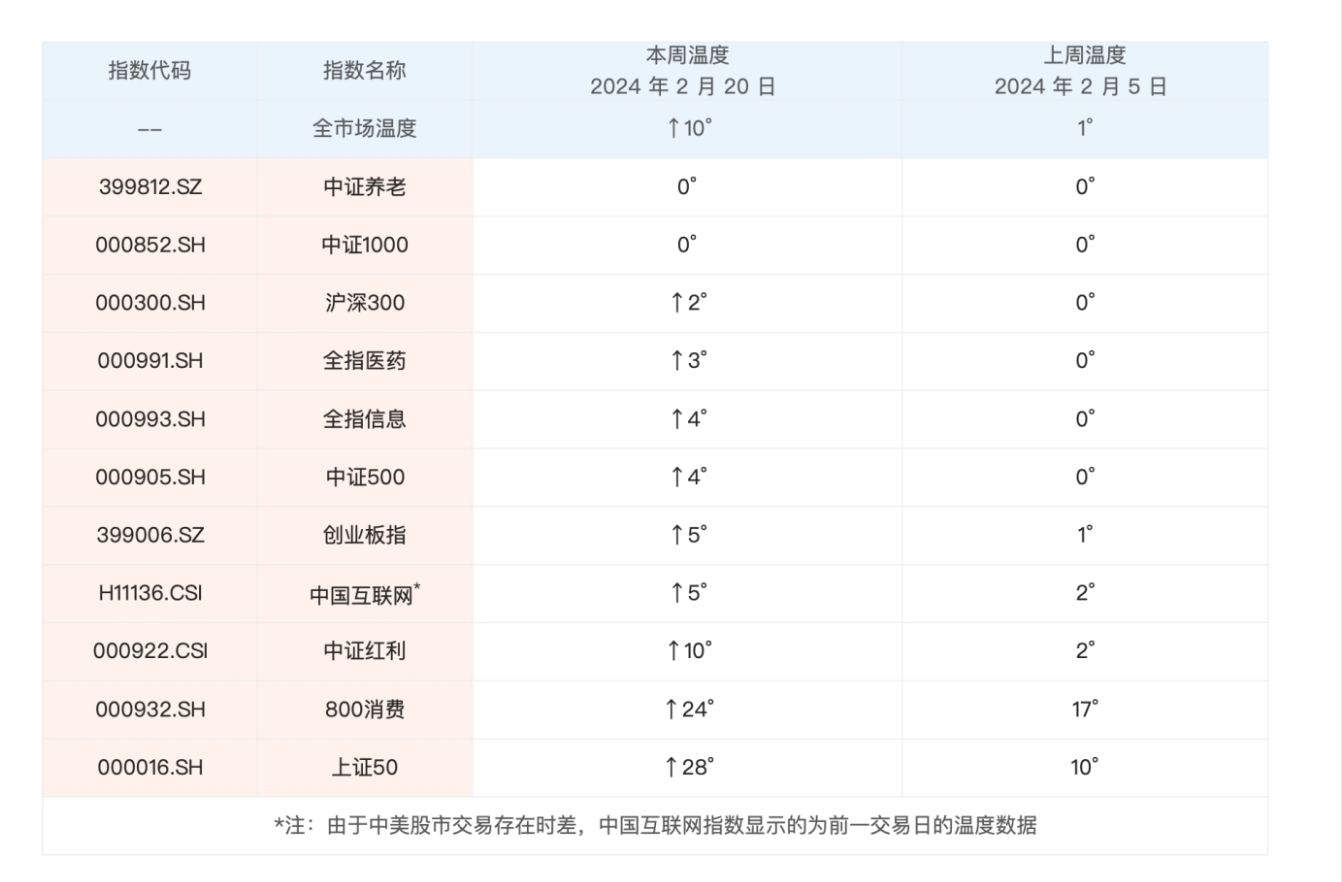 指数代码 指数名称 本周温度 上周温度
2024 年 2 月 20 日 2024 年 2 月 5 日
—— 全市场温度 ↑10° 1°
399812.SZ 中证养老 0° 0°
000852.SH 中证1000 0° 0°
000300.SH 沪深300 ↑2° 0°
000991.SH 全指医药 ↑3° 0°
000993.SH 全指信息 ↑4° 0°
000905.SH 中证500 ↑4° 0°
399006.SZ 创业板指 ↑5° 1°
H11136.CSI 中国互联网* ↑5° 2°
000922.CSI 中证红利 ↑10° 2°
000932.SH 800消费 ↑24° 17°
000016.SH 上证50 ↑28° 10°
*注：由于中美股市交易存在时差，中国互联网指数显示的为前一交易日的温度数据